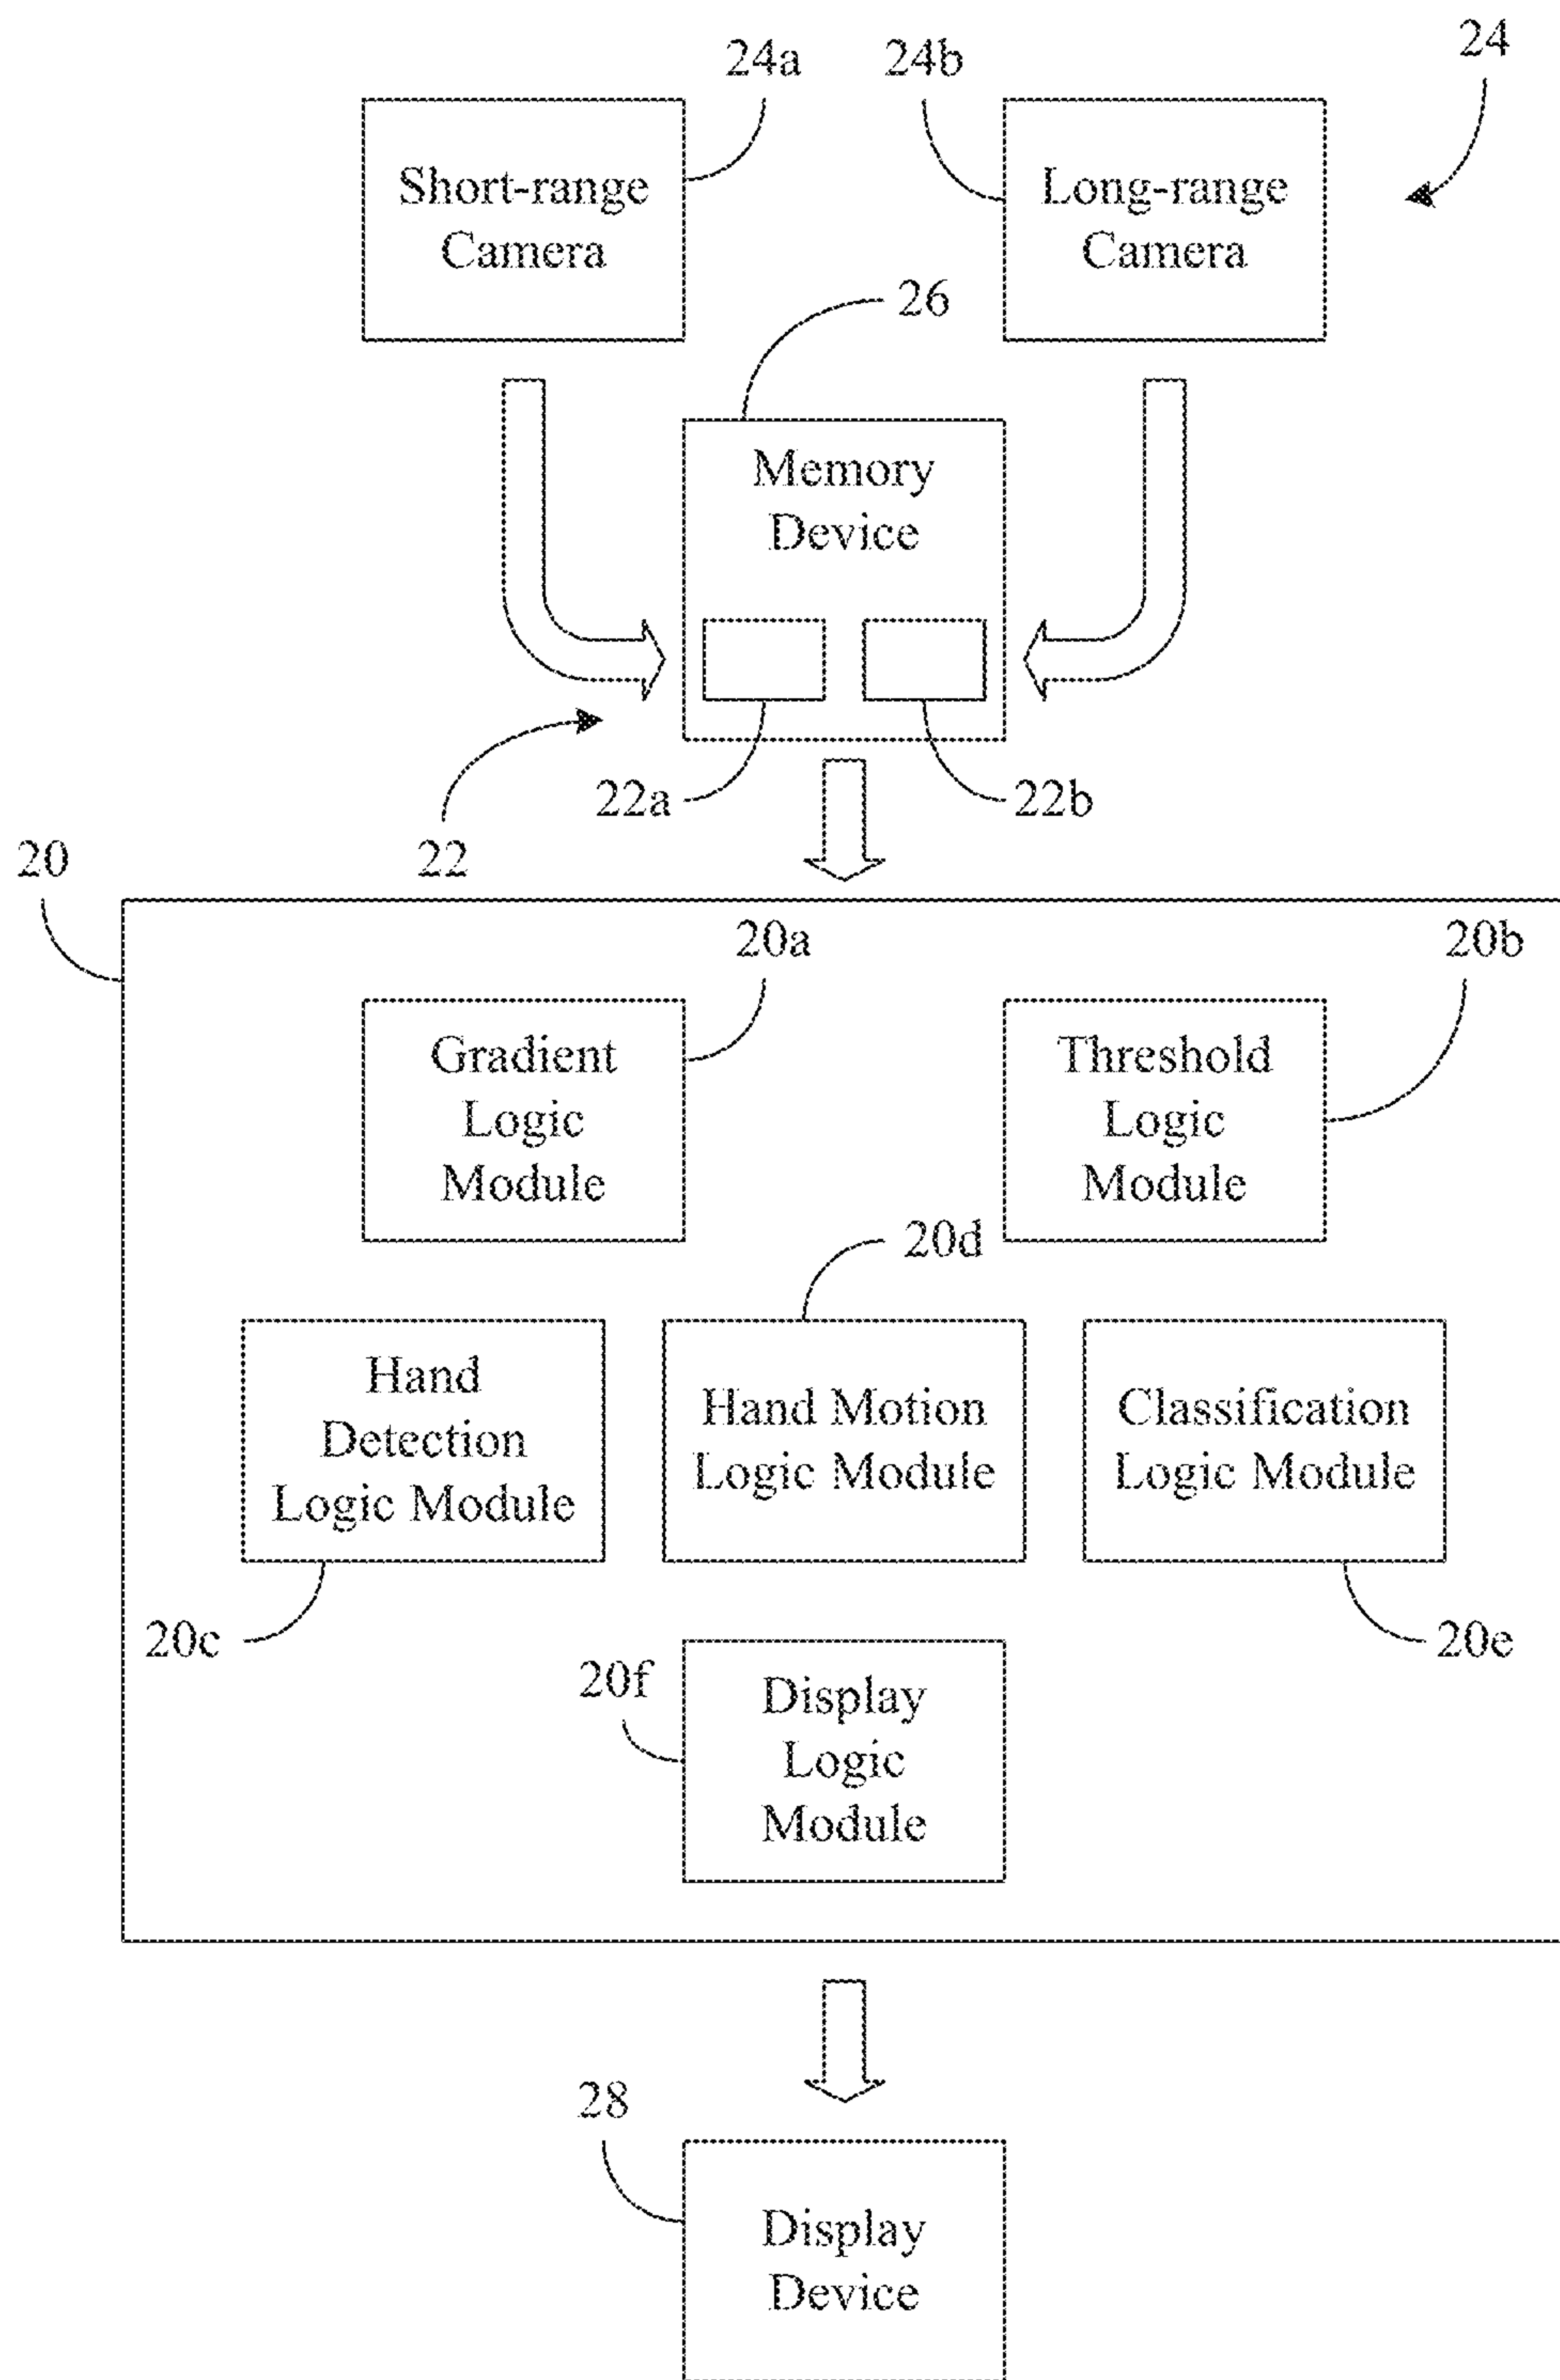 24a
24b
24
Short-range
Camera
Long-range
Camera
26
Memory
Device
22a
22b
22
20
20a
20b
Gradient
Logic
Module
Threshold
Logic
Module
20d
Hand
Detection
Logic Module
Hand Motion
Logic Module
Classification
Logic Module
20c
20e
20f
Display
Logic
Module
28
Display
Device